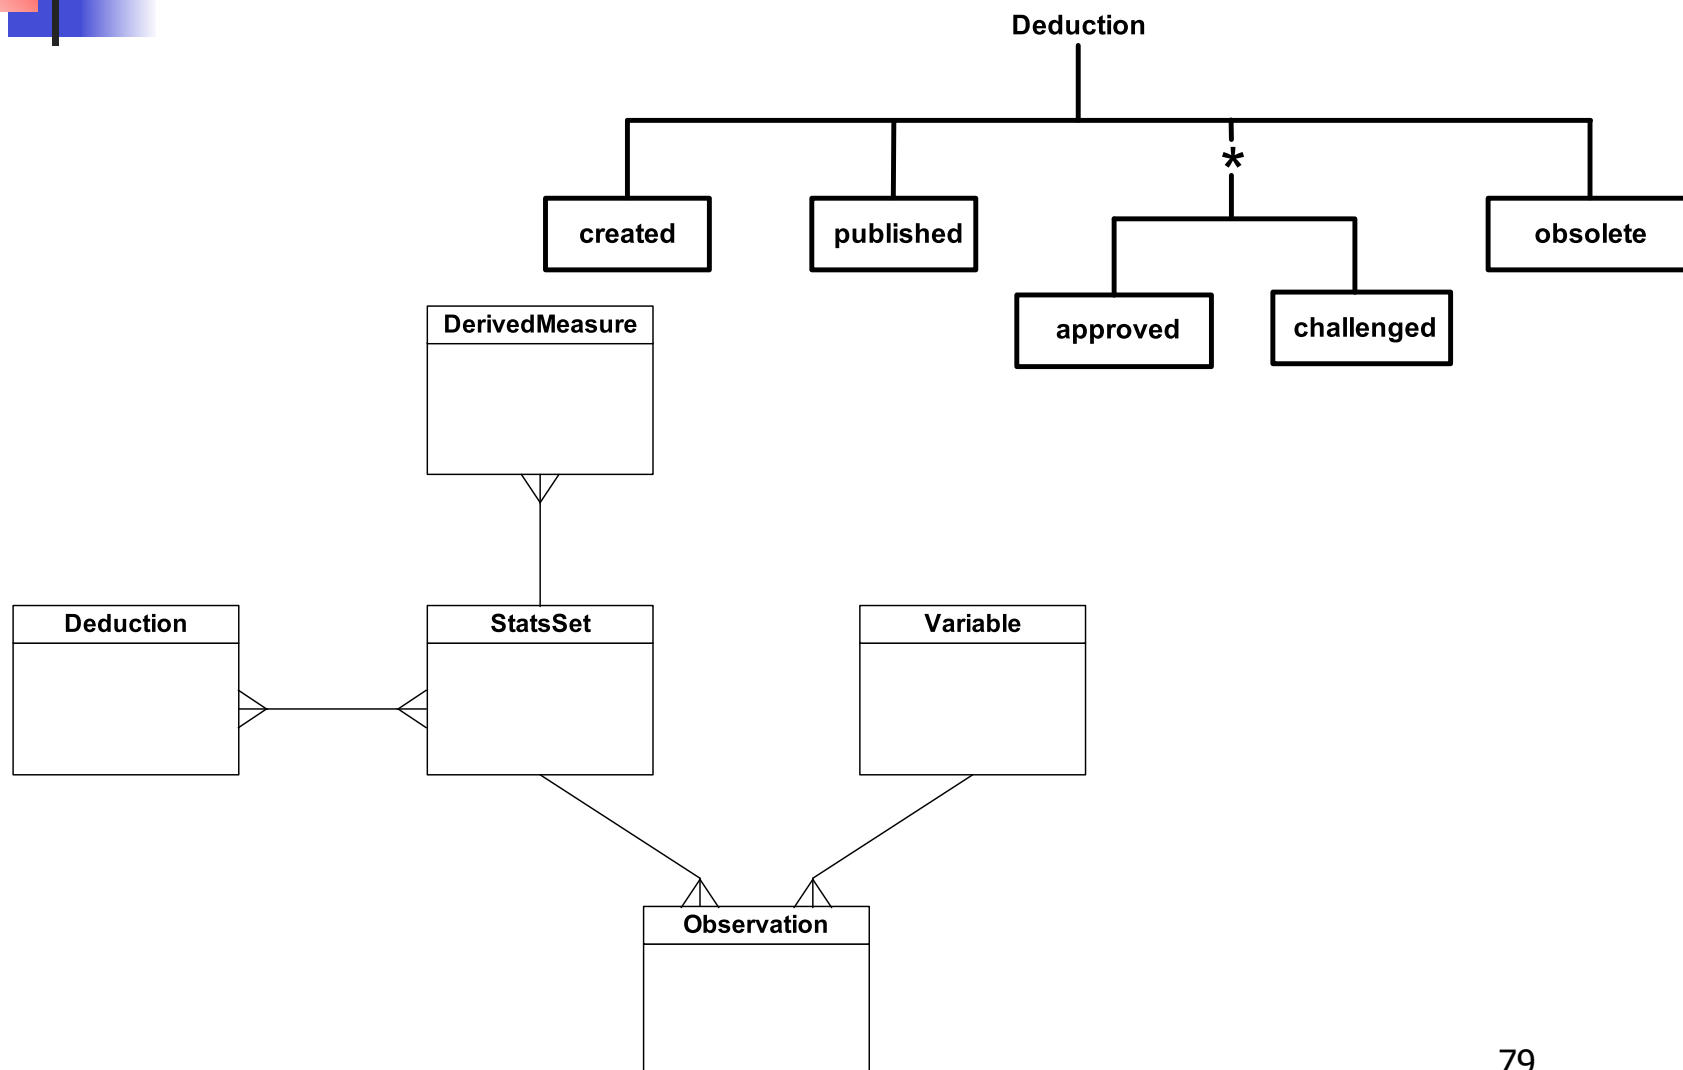 Deduction
*
created
published
obsolete
approved
challenged
DerivedMeasure
Deduction
StatsSet
Variable
Observation
79